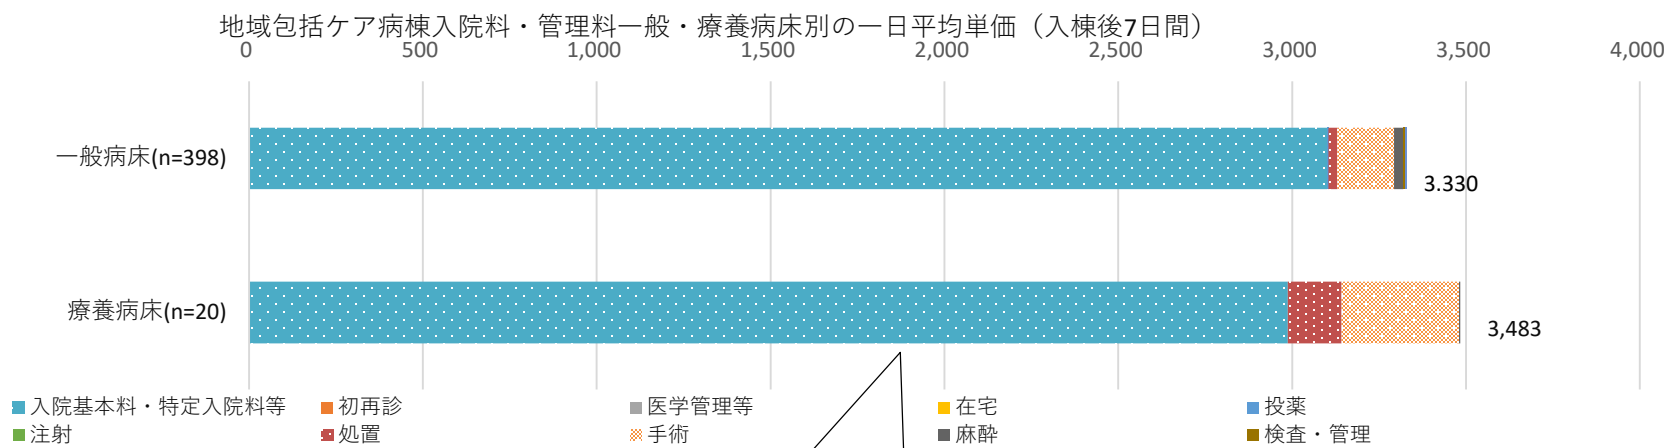 地域包括ケア病棟入院料・管理料一般・療養病床別の一日平均単価（入棟後7日間）
0 500 1,000 1,500 2,000 2,500 3,000 3,500 4,000
一般病床(n=398)
3.330
療養病床(n=20)
3,483
入院基本料・特定入院料等 初再診 医学管理等 在宅 投薬
注射 処置 手術 麻酔 検査・管理